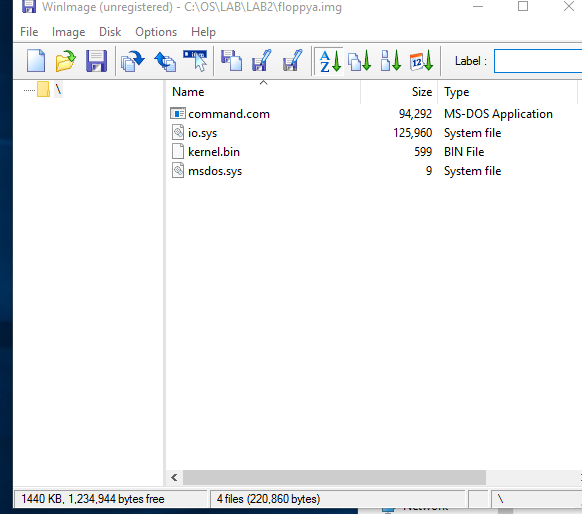 WinImage (unregistered) - C:\OS\LAB\LAB2\floppya.img
File Image Disk Options Help
A Z 12 Label :
\
Name Size Type
command.com 94,292 MS-DOS Application
io.sys 125,960 System file
kernel.bin 599 BIN File
msdos.sys 9 System file
1440 KB, 1,234,944 bytes free 4 files (220,860 bytes) \
Network